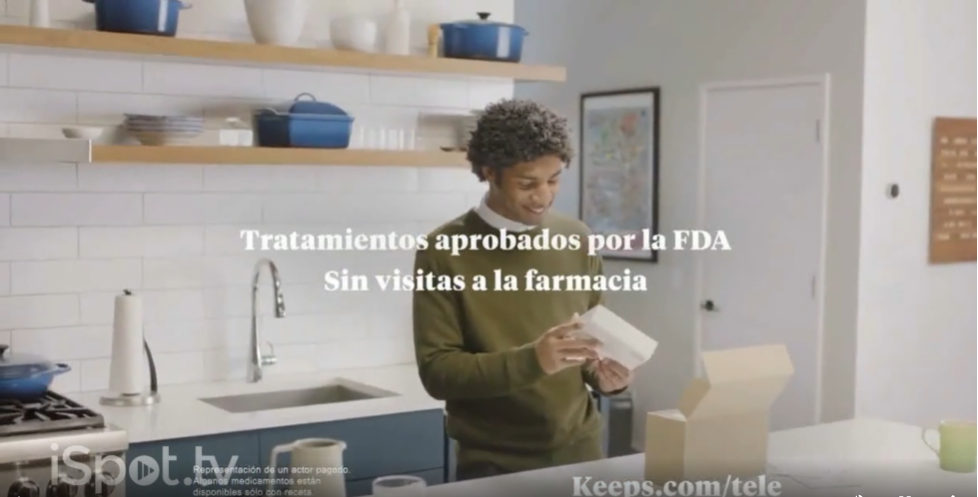 Tratamientos aprobados por la FDA
Sin visitas a la farmacia
iSpot.tv
Representación de un actor pagado.
Algunos medicamentos están
disponibles sólo con receta.
Keeps.com/tele